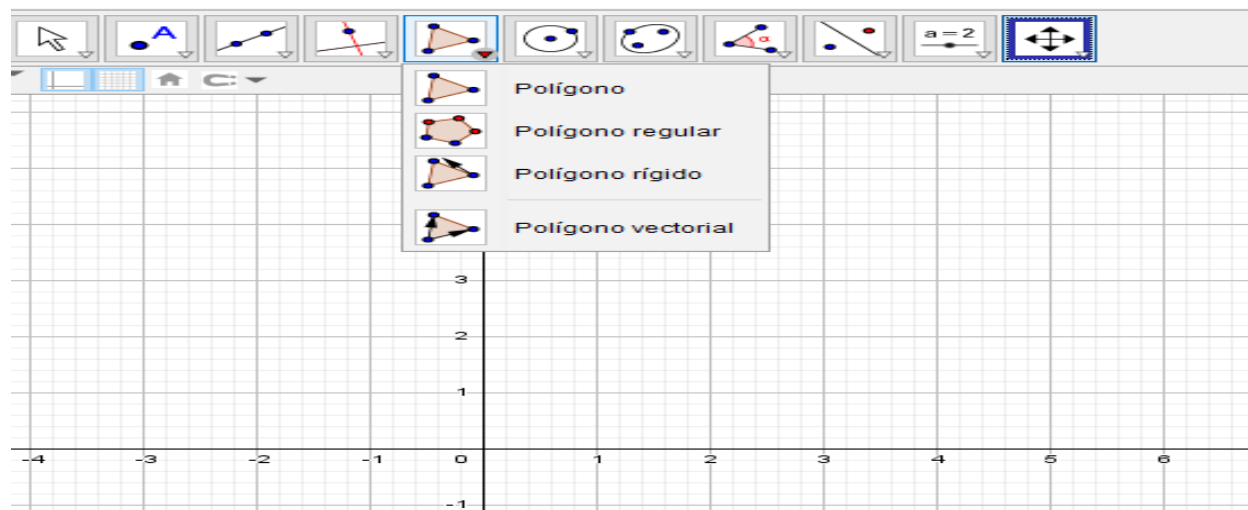 A
α
a = 2
Polígono
Polígono regular
Polígono rígido
Polígono vectorial
3
2
1
-4 -3 -2 -1 0 1 2 3 4 5 6
-1